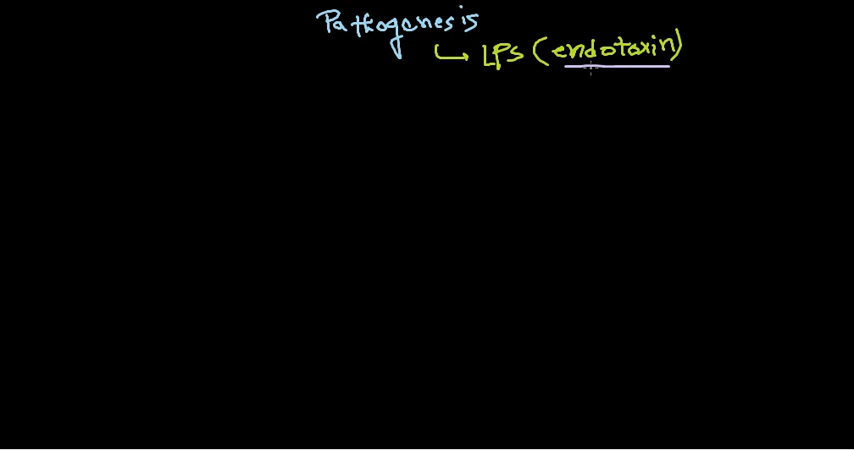 Pathogenesis
↳ LPS (endotoxin)